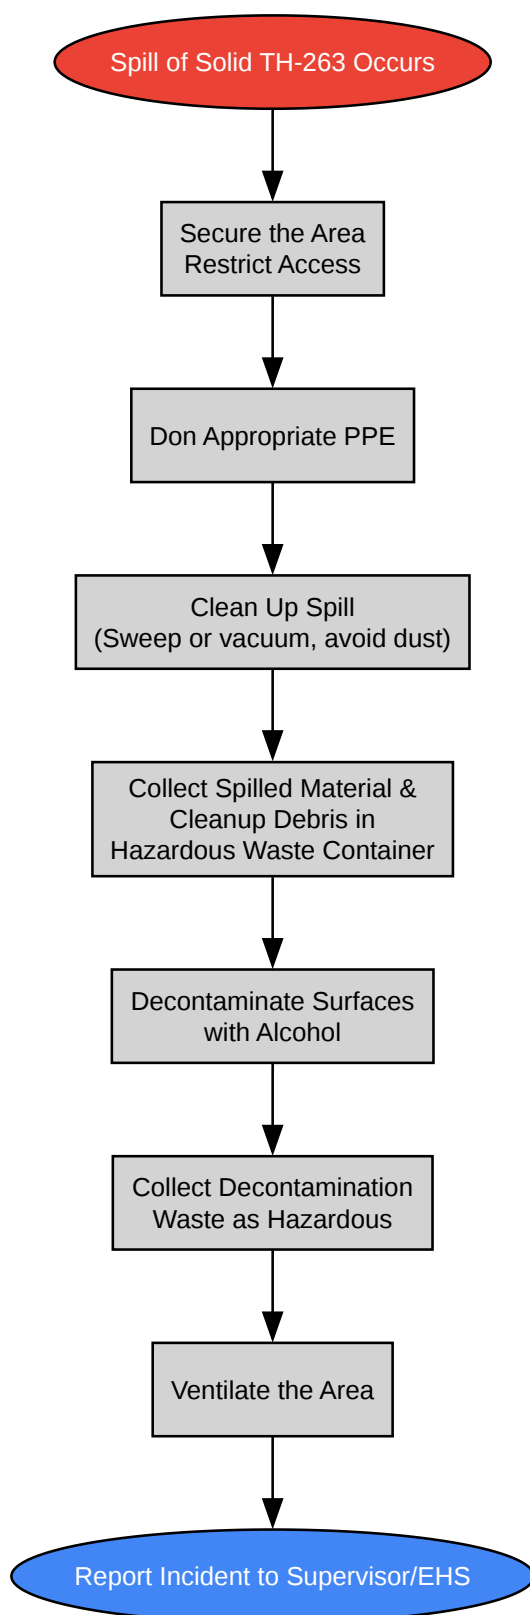 Spill of Solid TH-263 Occurs
Secure the Area
Restrict Access
Don Appropriate PPE
Clean Up Spill
(Sweep or vacuum, avoid dust)
Collect Spilled Material &
Cleanup Debris in
Hazardous Waste Container
Decontaminate Surfaces
with Alcohol
Collect Decontamination
Waste as Hazardous
Ventilate the Area
Report Incident to Supervisor/EHS